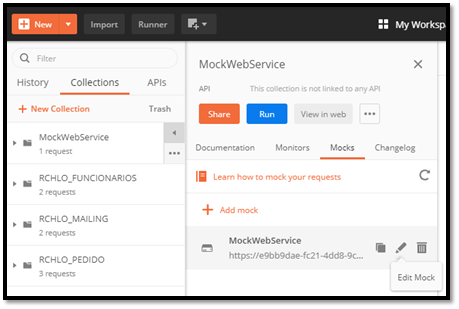 New
Import
Runner
My Workspa
Filter
History
Collections
APIs
New Collection
Trash
MockWebService
1 request
RCHLO_FUNCIONARIOS
2 requests
RCHLO_MAILING
2 requests
RCHLO_PEDIDO
3 requests
MockWebService
API
This collection is not linked to any API
Share
Run
View in web
Documentation
Monitors
Mocks
Changelog
Learn how to mock your requests
Add mock
MockWebService
https://e9bb9dae-fc21-4dd8-9c...
Edit Mock